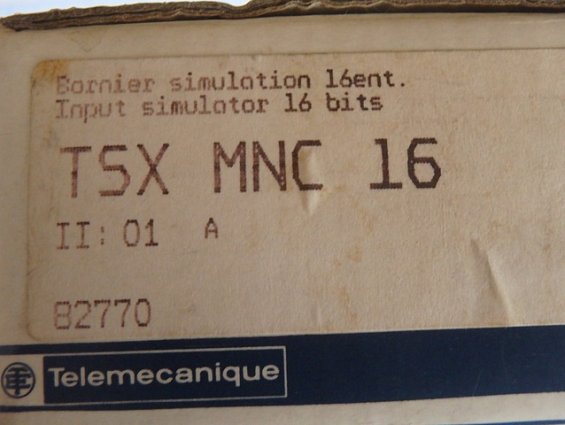 Bornier simulation 16ent.
Input simulator 16 bits
TSX MNC 16
II: 01 A
82770
Telemecanique